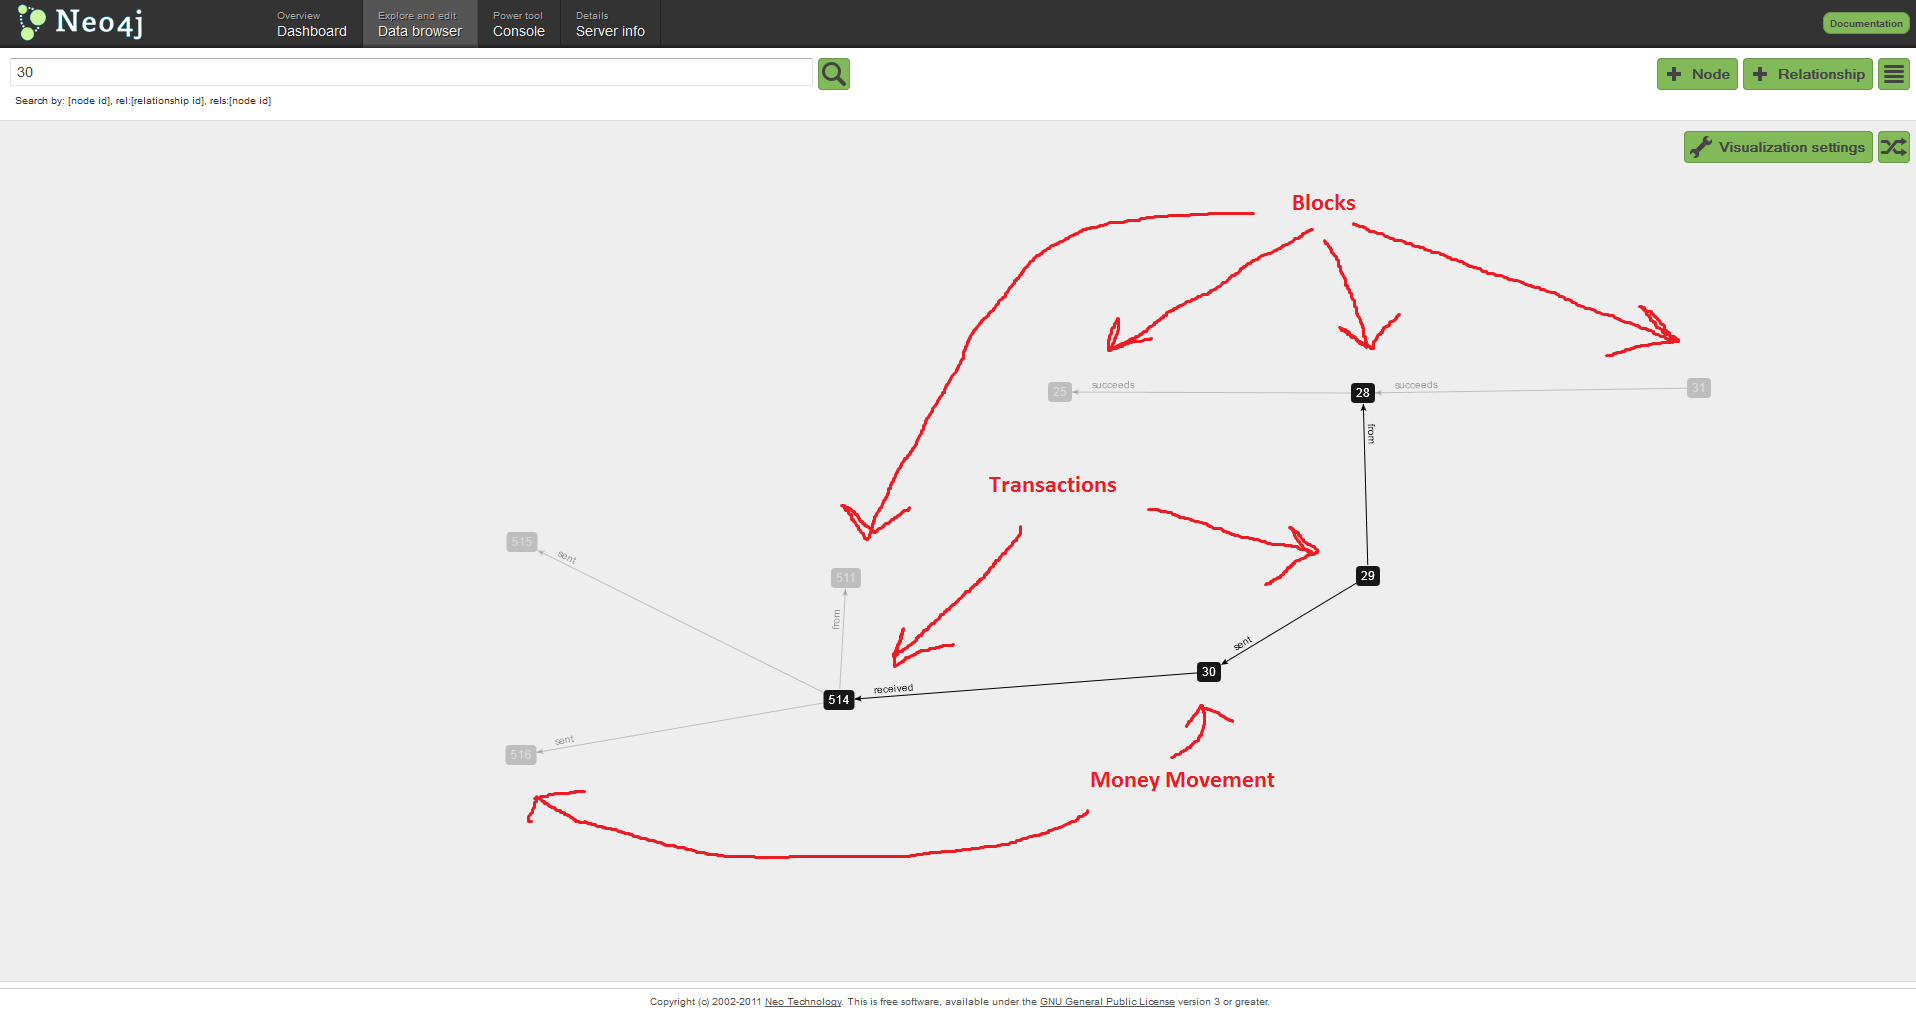 Neo4j
Overview
Dashboard
Explore and edit
Data browser
Power tool
Console
Details
Server info
Documentation
30
Node
Relationship
Search by: [node id], rel:[relationship id], rels:[node id]
Visualization settings
Blocks
25
succeeds
28
succeeds
31
from
Transactions
515
sent
511
from
29
sent
30
received
514
sent
516
Money Movement
Copyright (c) 2002-2011 Neo Technology. This is free software, available under the GNU General Public License version 3 or greater.